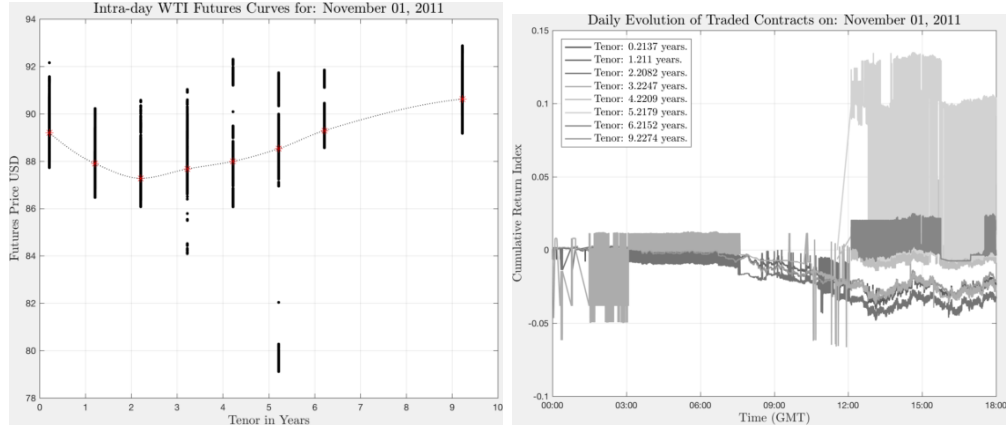 Intra-day WTI Futures Curves for: November 01, 2011
94
92
90
88
86
84
82
80
78
0 1 2 3 4 5 6 7 8 9 10
Futures Price USD
Tenor in Years
Daily Evolution of Traded Contracts on: November 01, 2011
0.15
0.1
0.05
0
-0.05
-0.1
Tenor: 0.2137 years.
Tenor: 1.211 years.
Tenor: 2.2082 years.
Tenor: 3.2247 years.
Tenor: 4.2209 years.
Tenor: 5.2179 years.
Tenor: 6.2152 years.
Tenor: 9.2274 years.
Cumulative Return Index
00:00 03:00 06:00 09:00 12:00 15:00 18:00
Time (GMT)